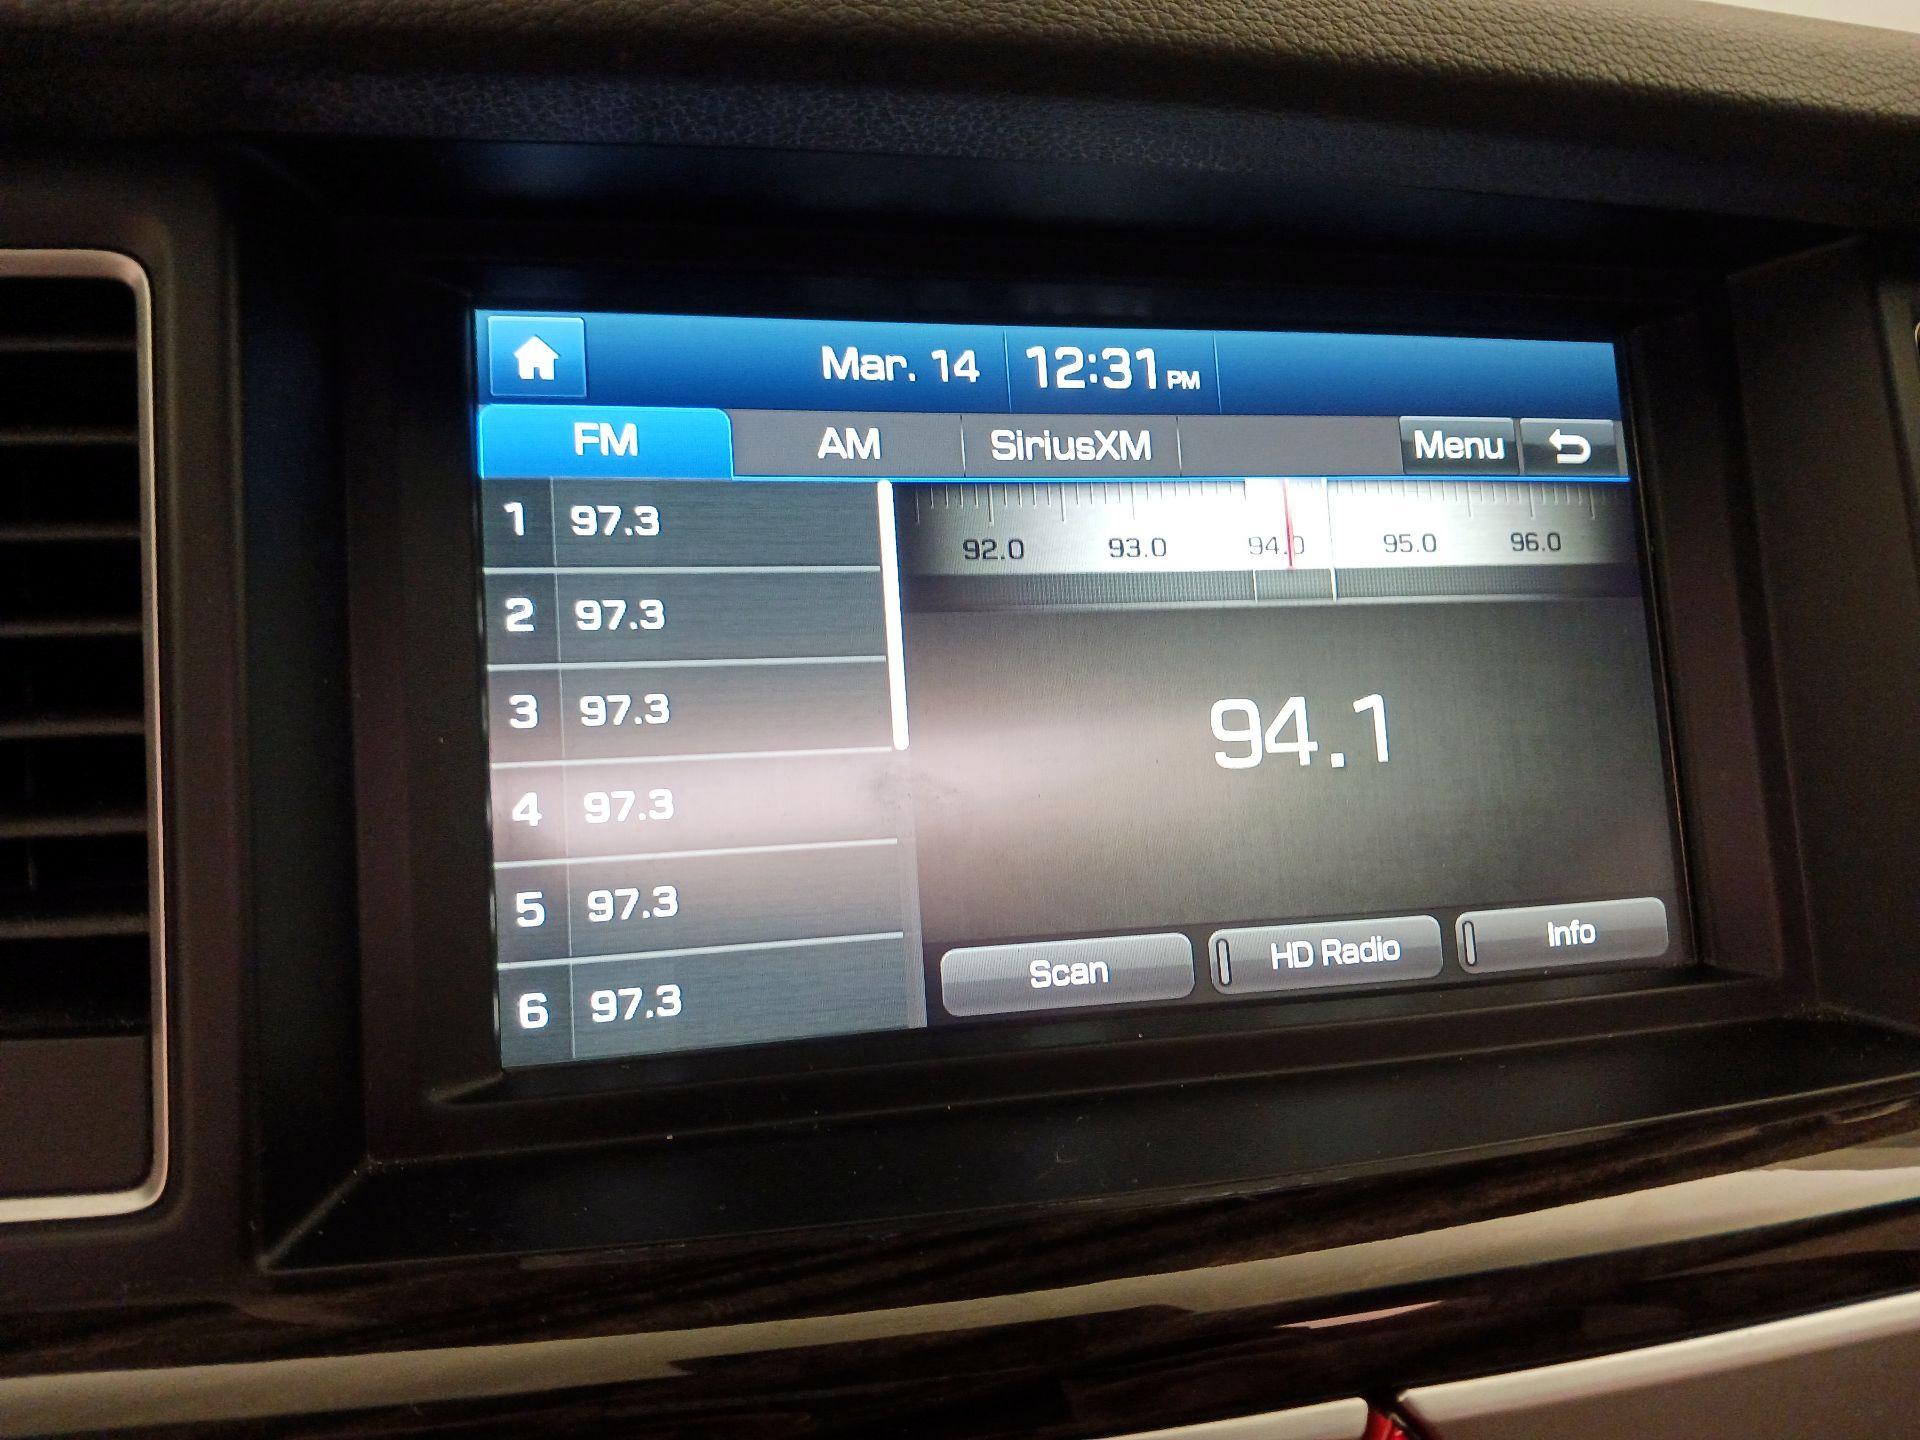 Mar. 14 12:31 PM
FM AM SiriusXM Menu
1 97.3
2 97.3
3 97.3
4 97.3
5 97.3
6 97.3
92.0 93.0 94.0 95.0 96.0
94.1
Scan HD Radio Info